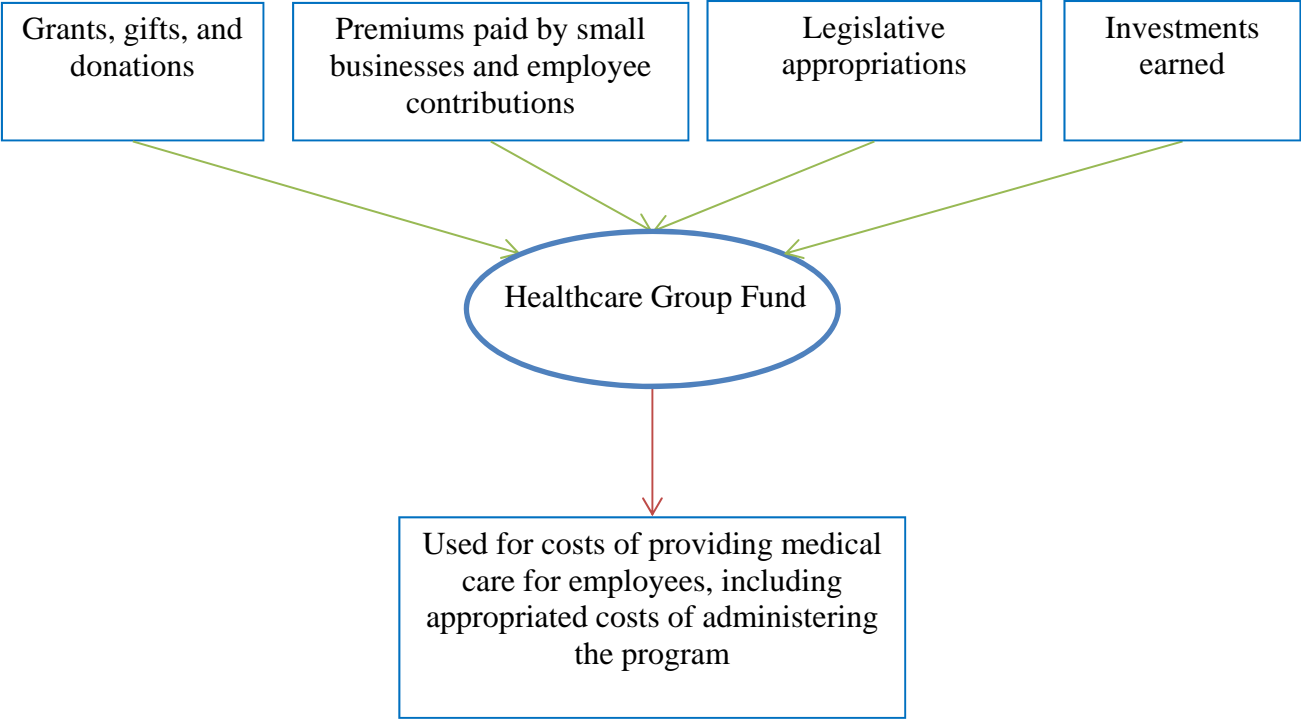 Grants, gifts, and
donations
Premiums paid by small
businesses and employee
contributions
Legislative
appropriations
Investments
earned
Healthcare Group Fund
Used for costs of providing medical
care for employees, including
appropriated costs of administering
the program